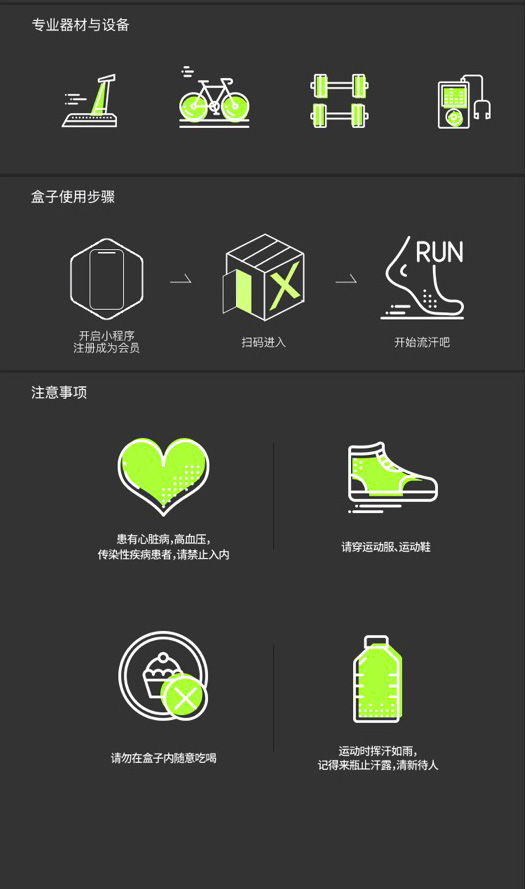 专业器材与设备
盒子使用步骤
X
RUN
开启小程序
注册成为会员
扫码进入
开始流汗吧
注意事项
患有心脏病,高血压,
传染性疾病患者,请禁止入内
请穿运动服、运动鞋
请勿在盒子内随意吃喝
运动时挥汗如雨,
记得来瓶止汗露,清新待人